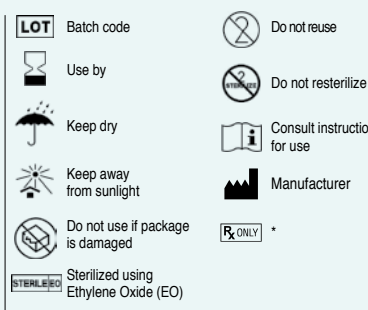 LOT Batch code
Use by
Keep dry
Keep away
from sunlight
Do not use if package
is damaged
STERILE EO Sterilized using
Ethylene Oxide (EO)
2 Do not reuse
2 STERILIZE Do not resterilize
i Consult instructio
for use
Manufacturer
Rx ONLY *